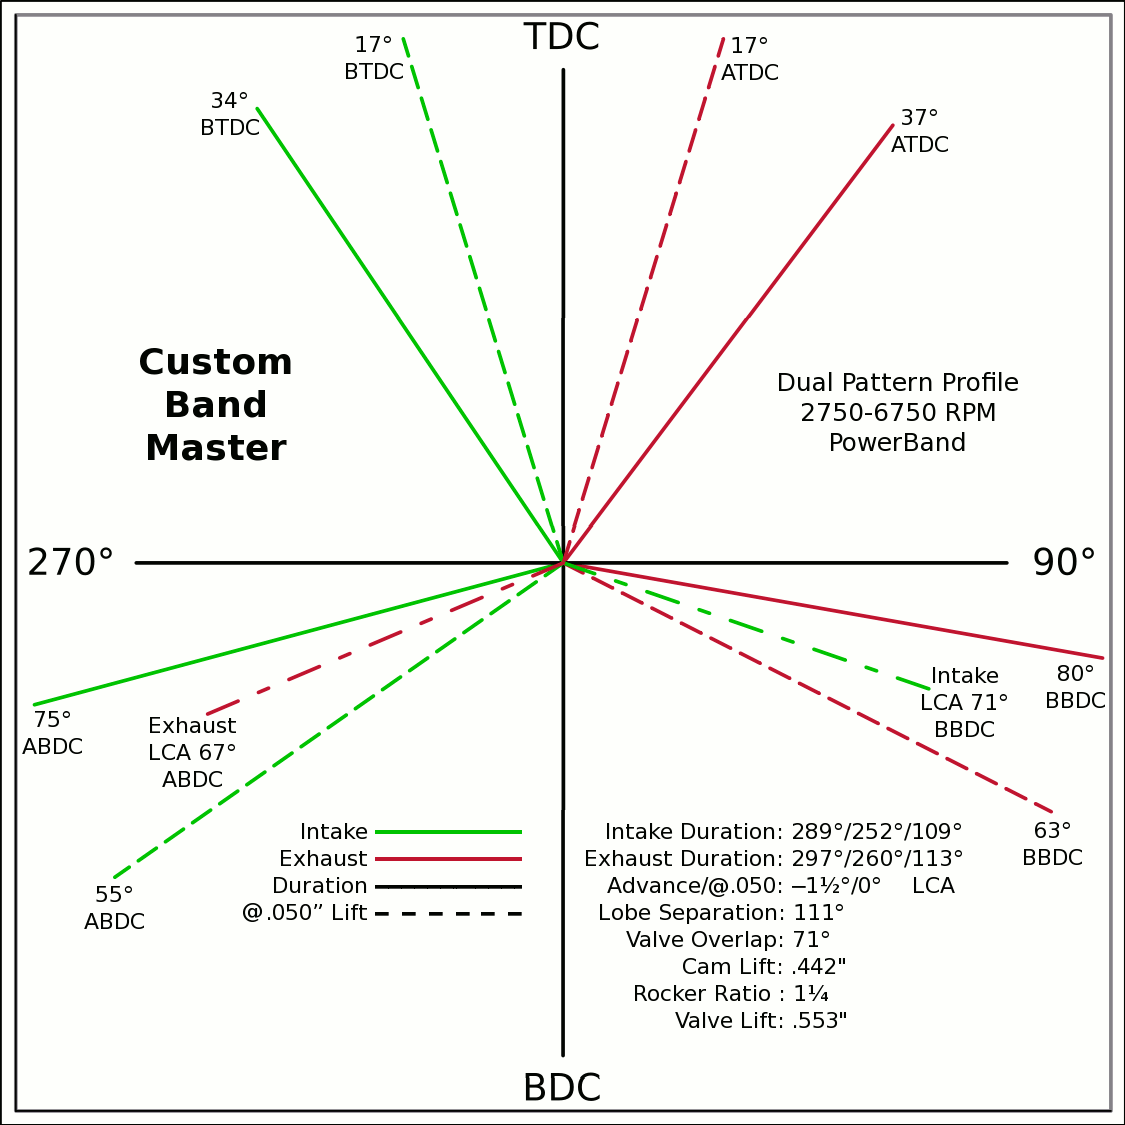 TDC
17°
BTDC
17°
ATDC
34°
BTDC
37°
ATDC
Custom
Band
Master
Dual Pattern Profile
2750-6750 RPM
PowerBand
270°
90°
75°
ABDC
Exhaust
LCA 67°
ABDC
55°
ABDC
Intake
LCA 71°
BBDC
80°
BBDC
63°
BBDC
Intake
Exhaust
Duration
@.050” Lift
Intake Duration: 289°/252°/109°
Exhaust Duration: 297°/260°/113°
Advance/@.050: –1½°/0° LCA
Lobe Separation: 111°
Valve Overlap: 71°
Cam Lift: .442"
Rocker Ratio : 1¼
Valve Lift: .553"
BDC